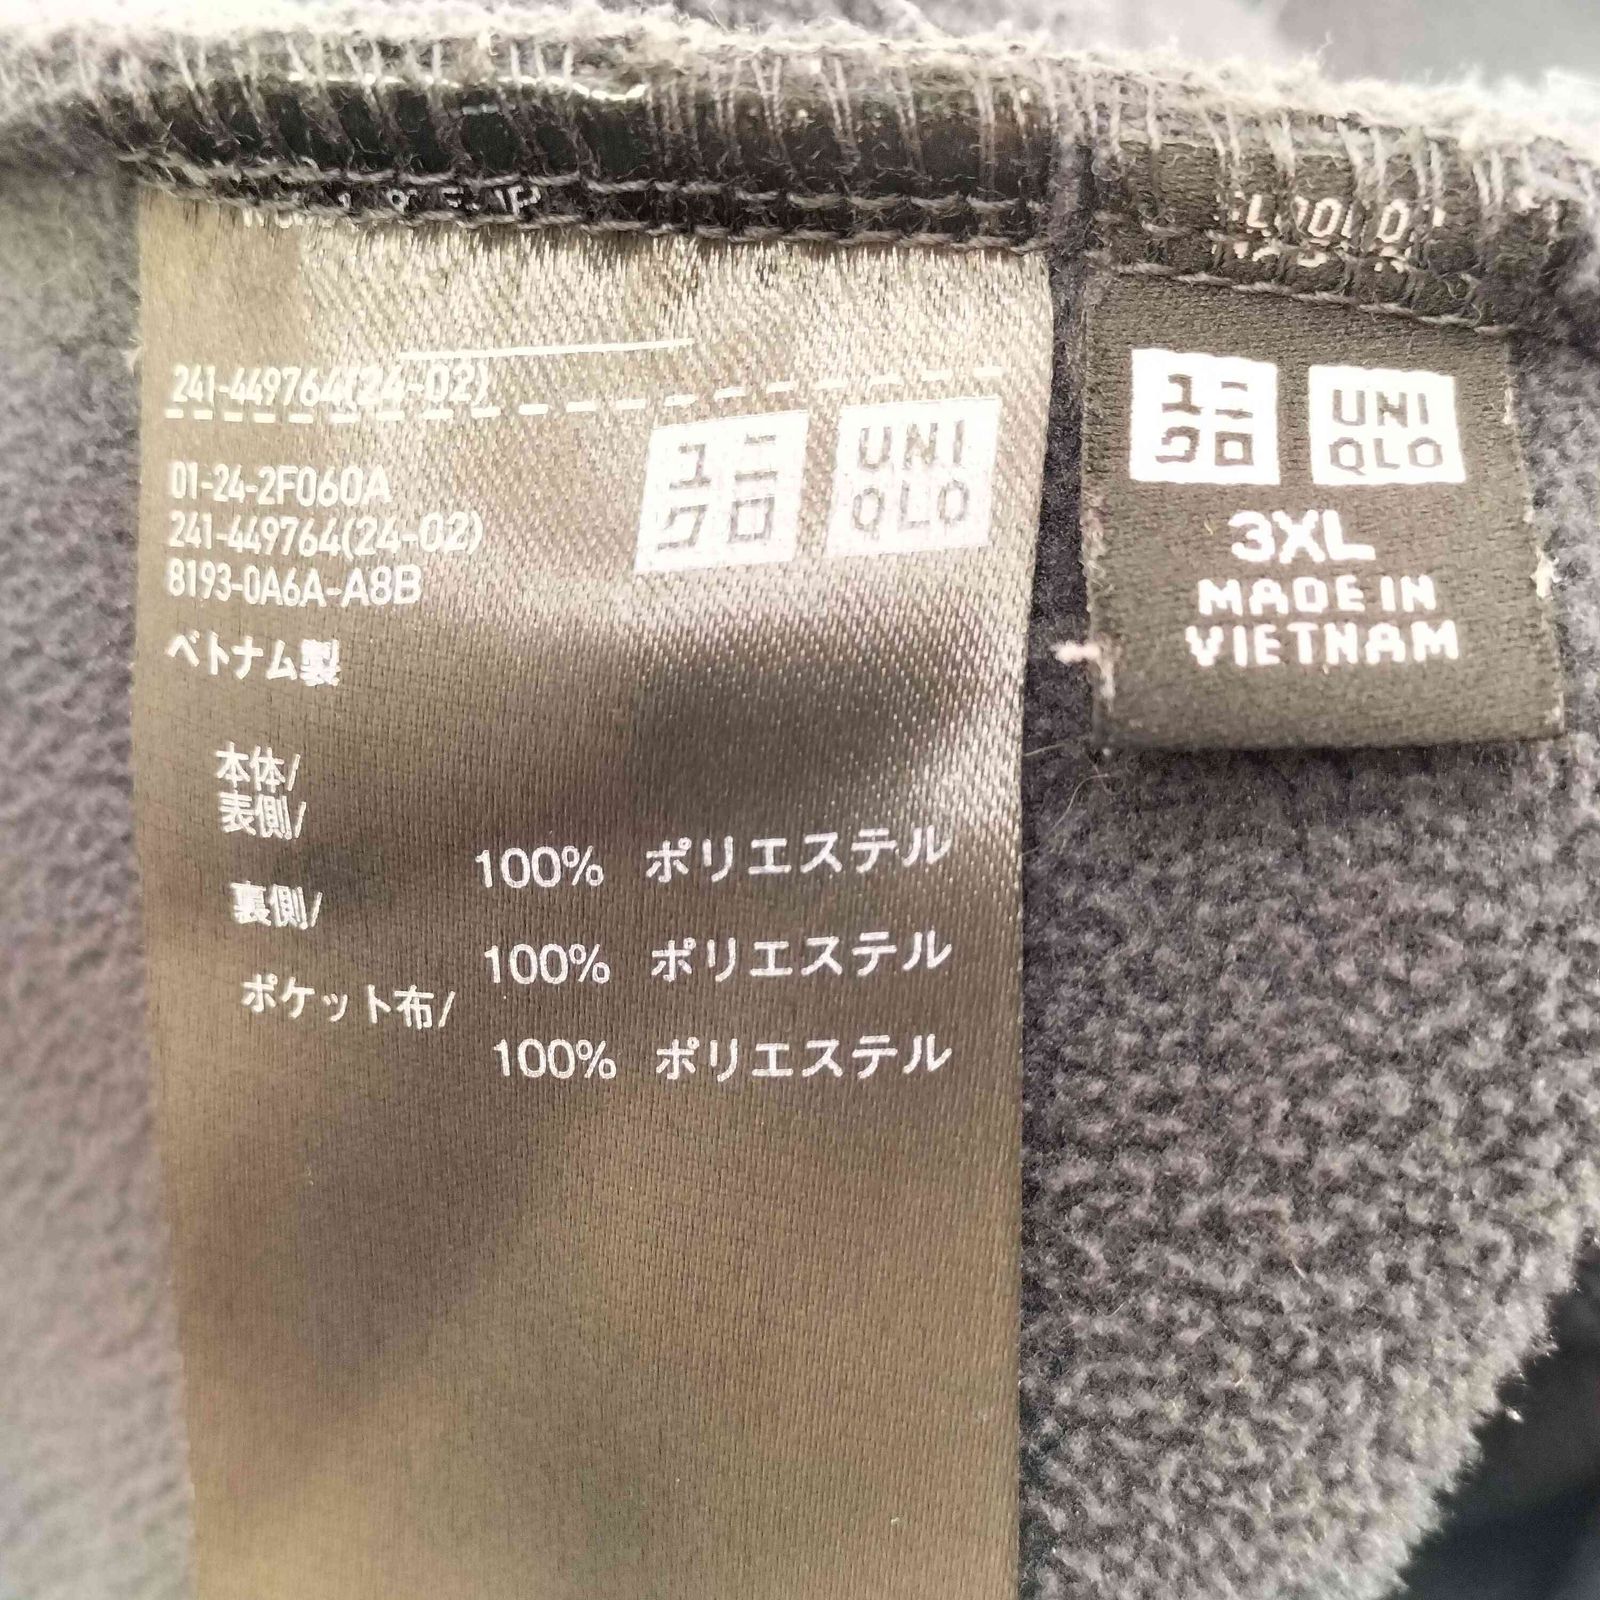 241-449764(24-02)
ユニ
クロ
UNI
QLO
01-24-2F060A
241-449764(24-02)
8193-0A6A-A8B
ベトナム製
本体/
表側/
100% ポリエステル
裏側/
100% ポリエステル
ポケット布/
100% ポリエステル
ユニ
クロ
UNI
QLO
3XL
MADE IN
VIETNAM